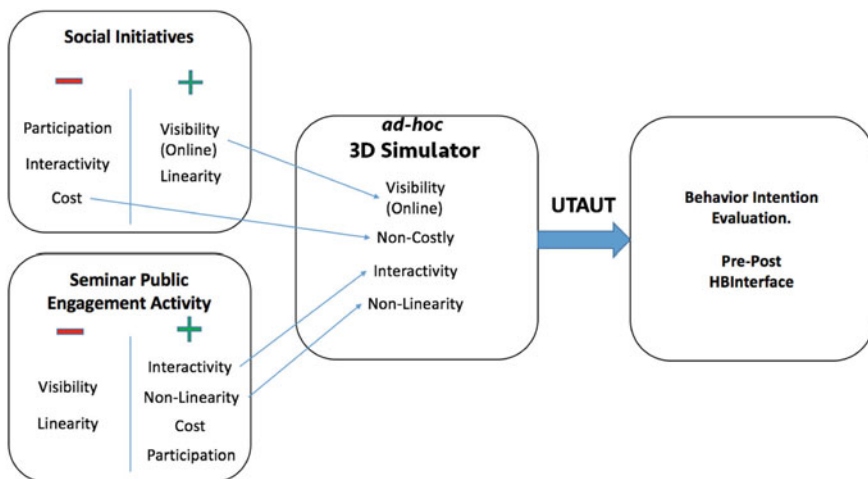 Social Initiatives
Participation
Interactivity
Cost
Visibility
(Online)
Linearity
Seminar Public
Engagement Activity
Visibility
Linearity
Interactivity
Non-Linearity
Cost
Participation
ad-hoc
3D Simulator
Visibility
(Online)
Non-Costly
Interactivity
Non-Linearity
UTAUT
Behavior Intention
Evaluation.
Pre-Post
HBInterface